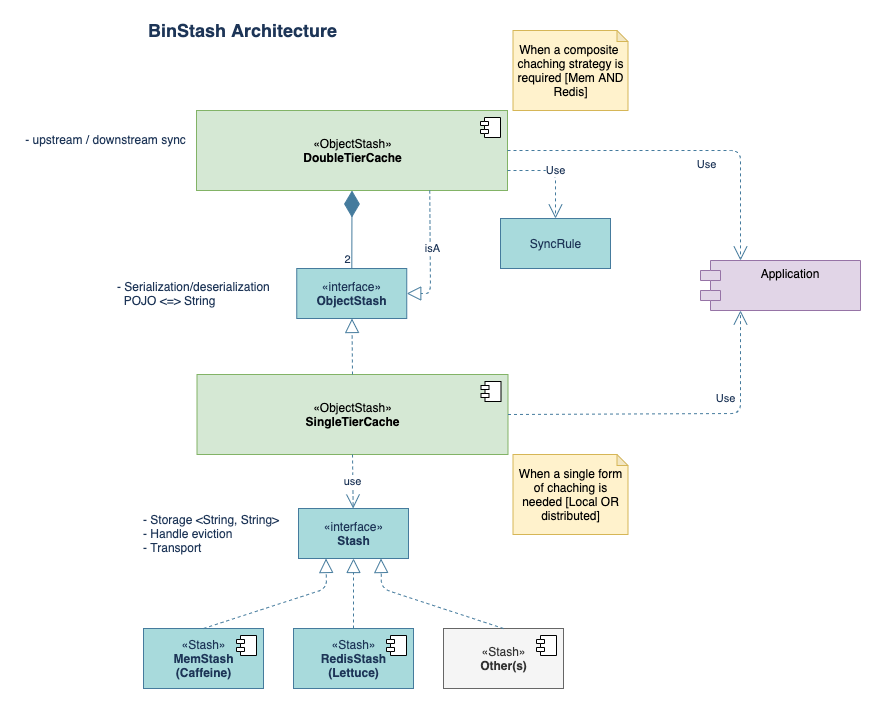 BinStash Architecture
When a composite
chaching strategy is
required [Mem AND
Redis]
- upstream / downstream sync
«ObjectStash»
DoubleTierCache
Use
Use
SyncRule
isA
2
- Serialization/deserialization
POJO <=> String
«interface»
ObjectStash
Application
«ObjectStash»
SingleTierCache
Use
use
When a single form
of chaching is
needed [Local OR
distributed]
- Storage <String, String>
- Handle eviction
- Transport
«interface»
Stash
«Stash»
MemStash
(Caffeine)
«Stash»
RedisStash
(Lettuce)
«Stash»
Other(s)